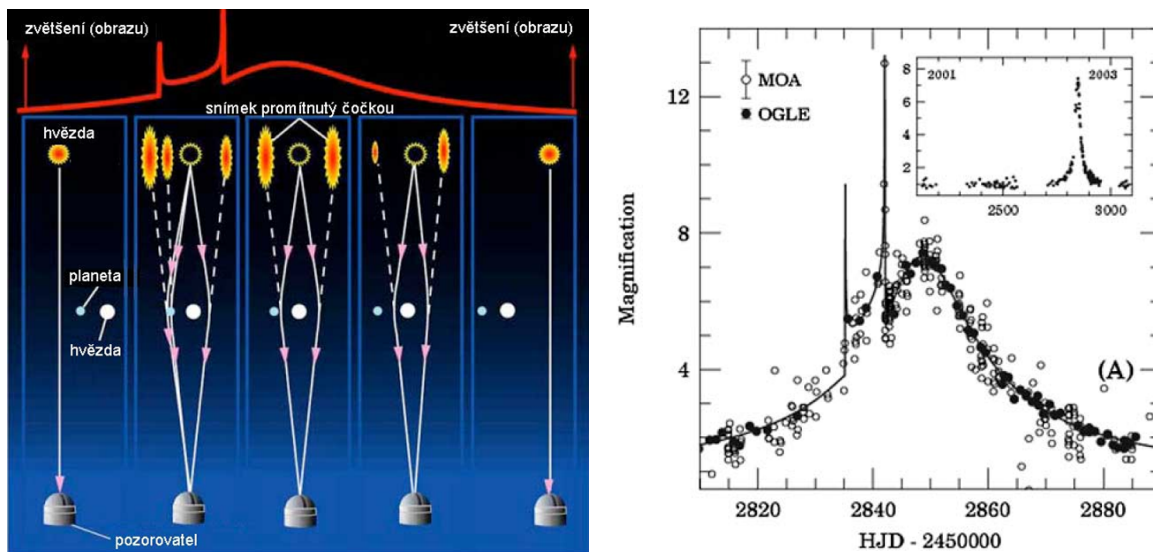 zvětšení (obrazu)
zvětšení (obrazu)
snímek promítnutý čočkou
hvězda
planeta
hvězda
pozorovatel
MOA
OGLE
2001
2003
8
6
4
2
2500
3000
12
8
4
(A)
Magnification
2820
2840
2860
2880
HJD - 2450000